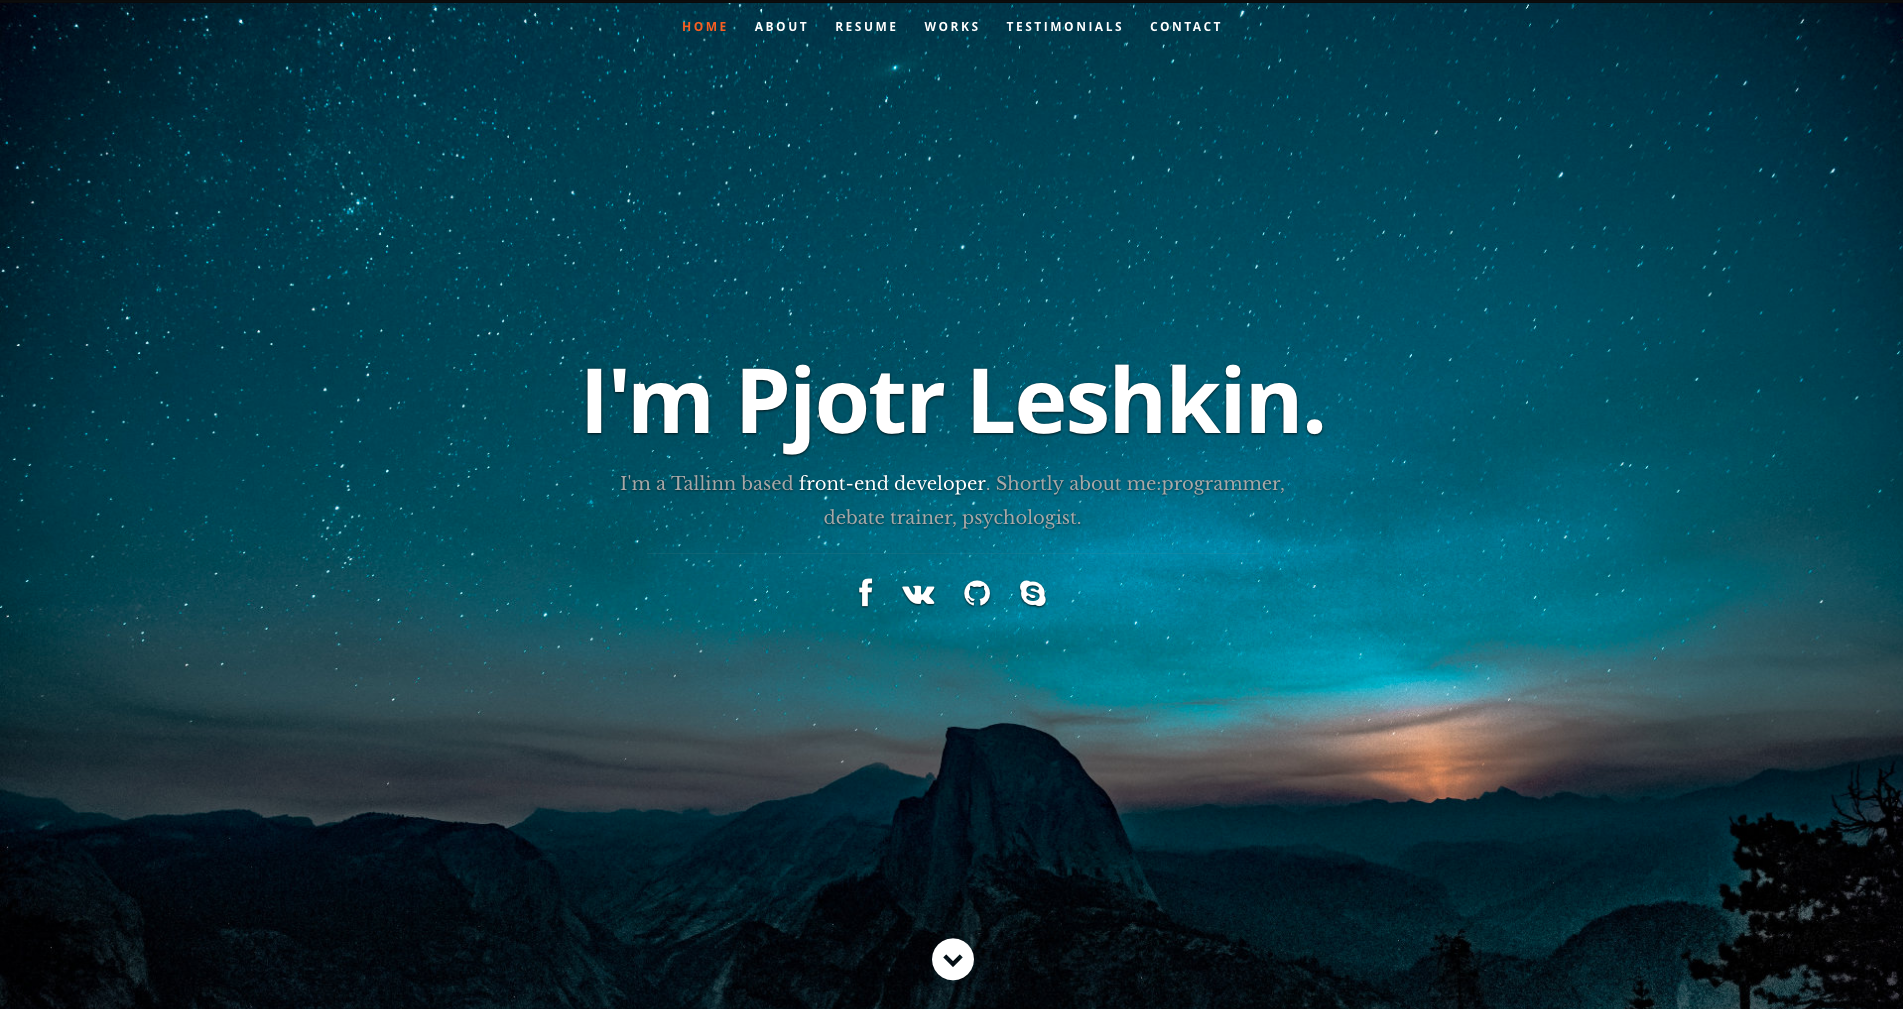 HOME ABOUT RESUME WORKS TESTIMONIALS CONTACT
I'm Pjotr Leshkin.
I'm a Tallinn based front-end developer. Shortly about me:programmer,
debate trainer, psychologist.